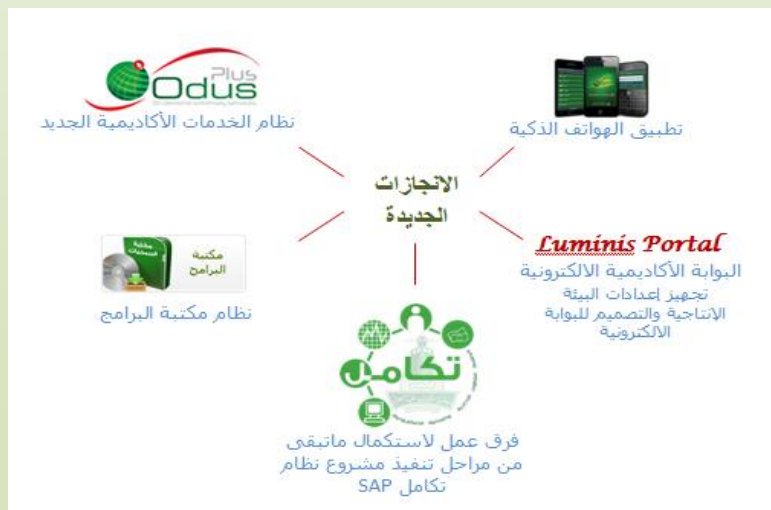 Odus Plus
نظام الخدمات الأكاديمية الجديد
تطبيق الهواتف الذكية
الانجازات
الجديدة
مكتبة
البرامج
نظام مكتبة البرامج
Luminis Portal
البوابة الأكاديمية الالكترونية
تجهيز إعدادات البيئة
الإنتاجية والتصميم للبوابة
الالكترونية
تكامل
فرق عمل لاستكمال ماتبقى
من مراحل تنفيذ مشروع نظام
تكامل SAP